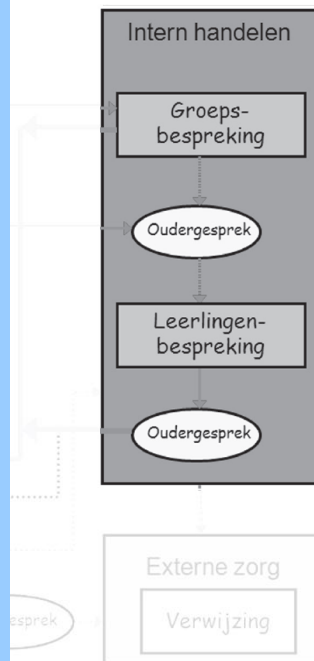 Intern handelen
Groeps-
bespreking
Oudergesprek
Leerlingen-
bespreking
Oudergesprek
Externe zorg
esprek
Verwijzing